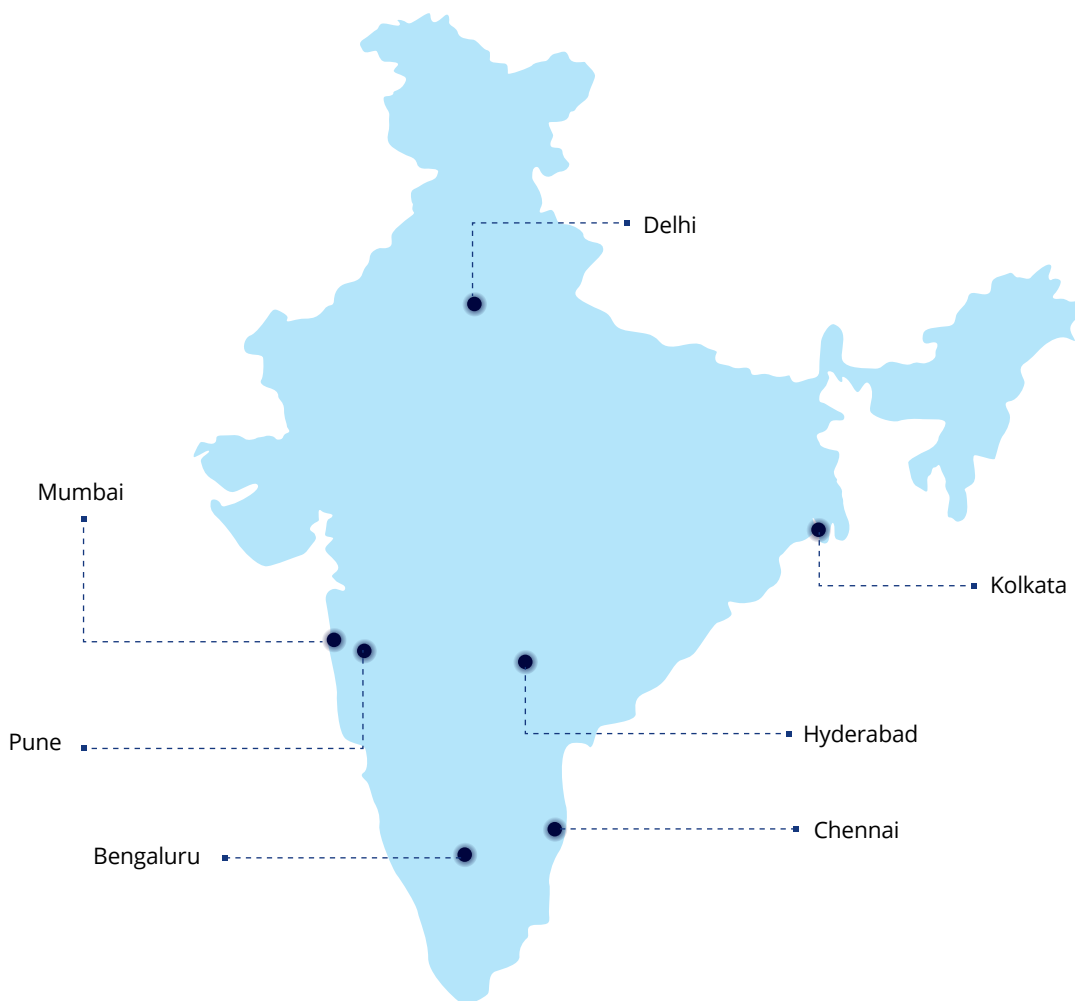 Delhi
Mumbai
Kolkata
Hyderabad
Pune
Chennai
Bengaluru